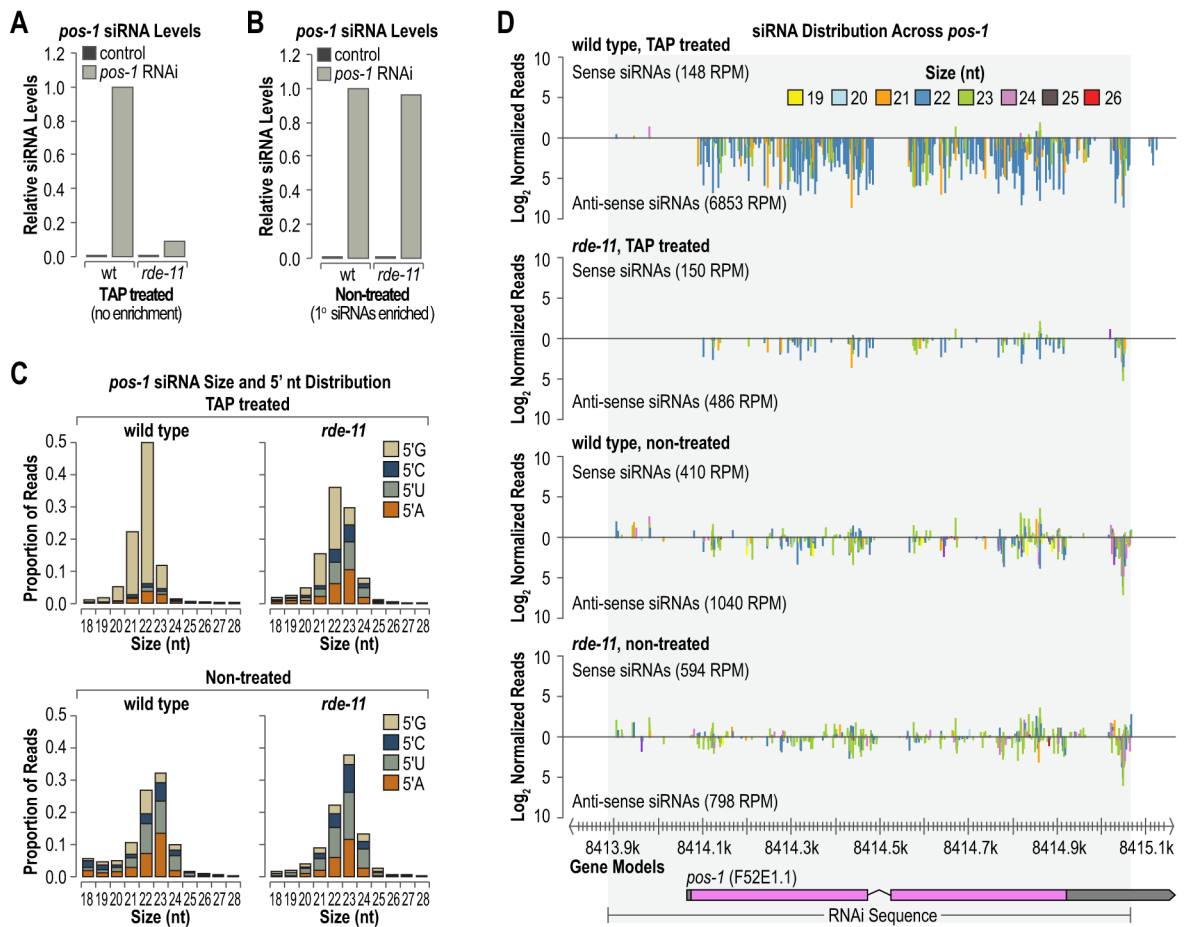 A
pos-1 siRNA Levels
control
pos-1 RNAi
Relative siRNA Levels
1.2
1.0
0.8
0.6
0.4
0.2
0.0
wt
rde-11
TAP treated
(no enrichment)
B
pos-1 siRNA Levels
control
pos-1 RNAi
Relative siRNA Levels
1.2
1.0
0.8
0.6
0.4
0.2
0.0
wt
rde-11
Non-treated
(1° siRNAs enriched)
C
pos-1 siRNA Size and 5’ nt Distribution
TAP treated
wild type
rde-11
Proportion of Reads
0.5
0.4
0.3
0.2
0.1
0.0
5'G
5'C
5'U
5'A
18 19 20 21 22 23 24 25 26 27 28
18 19 20 21 22 23 24 25 26 27 28
Size (nt)
Size (nt)
Non-treated
wild type
rde-11
Proportion of Reads
0.5
0.4
0.3
0.2
0.1
0.0
5'G
5'C
5'U
5'A
18 19 20 21 22 23 24 25 26 27 28
18 19 20 21 22 23 24 25 26 27 28
Size (nt)
Size (nt)
D
siRNA Distribution Across pos-1
wild type, TAP treated
Sense siRNAs (148 RPM)
Size (nt)
19 20 21 22 23 24 25 26
Log2 Normalized Reads
10
5
0
5
10
Anti-sense siRNAs (6853 RPM)
rde-11, TAP treated
Sense siRNAs (150 RPM)
Log2 Normalized Reads
10
5
0
5
10
Anti-sense siRNAs (486 RPM)
wild type, non-treated
Sense siRNAs (410 RPM)
Log2 Normalized Reads
10
5
0
5
10
Anti-sense siRNAs (1040 RPM)
rde-11, non-treated
Sense siRNAs (594 RPM)
Log2 Normalized Reads
10
5
0
5
10
Anti-sense siRNAs (798 RPM)
8413.9k 8414.1k 8414.3k 8414.5k 8414.7k 8414.9k 8415.1k
Gene Models
pos-1 (F52E1.1)
RNAi Sequence